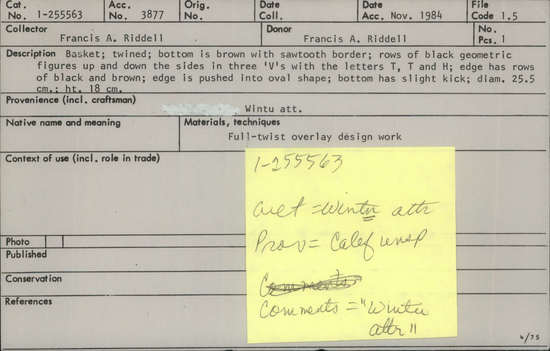 Cat. No. 1-255563 Acc. No. 3877 Orig. No. Date Coll. Date Acc. Nov. 1984 File Code 1.5
Collector Francis A. Riddell Donor Francis A. Riddell No. Pcs. 1
Description Basket; twined; bottom is brown with sawtooth border; rows of black geometric
figures up and down the sides in three 'V's with the letters T, T and H; edge has rows
of black and brown; edge is pushed into oval shape; bottom has slight kick; diam. 25.5
cm.; ht. 18 cm.
Provenience (incl. craftsman)
Wintu att.
Native name and meaning Materials, techniques
Full-twist overlay design work
Context of use (incl. role in trade)
1-255563
Cult = Wintu attr
Prov = Calif unsp
Comments
Comments = "Wintu
attr"
Photo
Published
Conservation
References
4/75